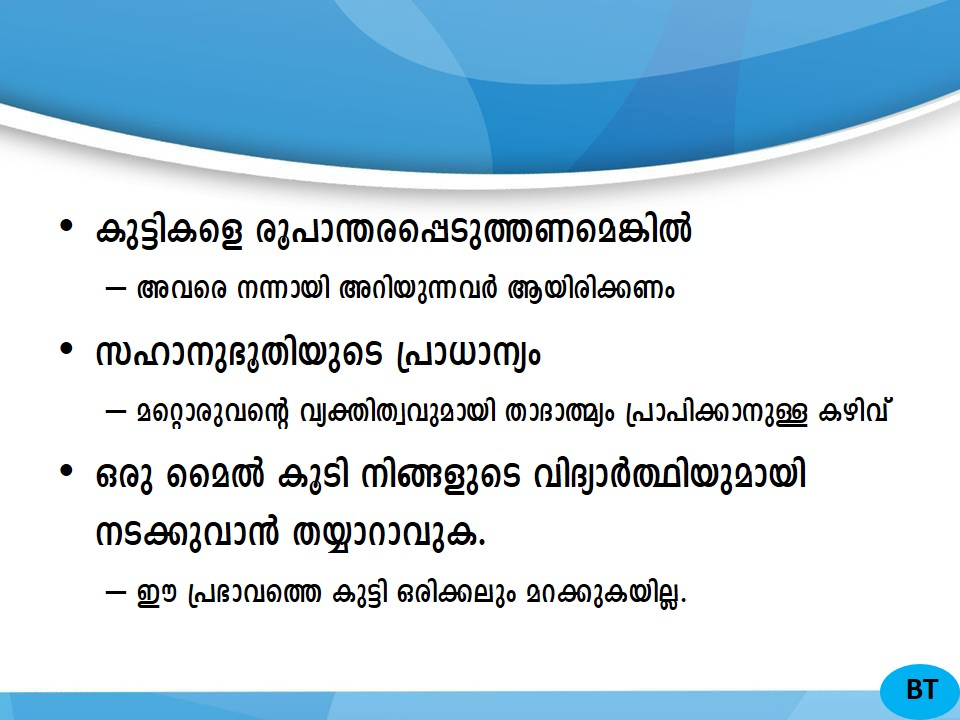 • കുട്ടികളെ രൂപാന്തരപ്പെടുത്തണമെങ്കിൽ
– അവരെ നന്നായി അറിയുന്നവർ ആയിരിക്കണം
• സഹാനുഭൂതിയുടെ പ്രാധാന്യം
– മറ്റൊരുവന്റെ വ്യക്തിത്വവുമായി താദാത്മ്യം പ്രാപിക്കാനുള്ള കഴിവ്
• ഒരു മൈൽ കൂടി നിങ്ങളുടെ വിദ്യാർത്ഥിയുമായി
നടക്കുവാൻ തയ്യാറാവുക.
– ഈ പ്രഭാവത്തെ കുട്ടി ഒരിക്കലും മറക്കുകയില്ല.
BT